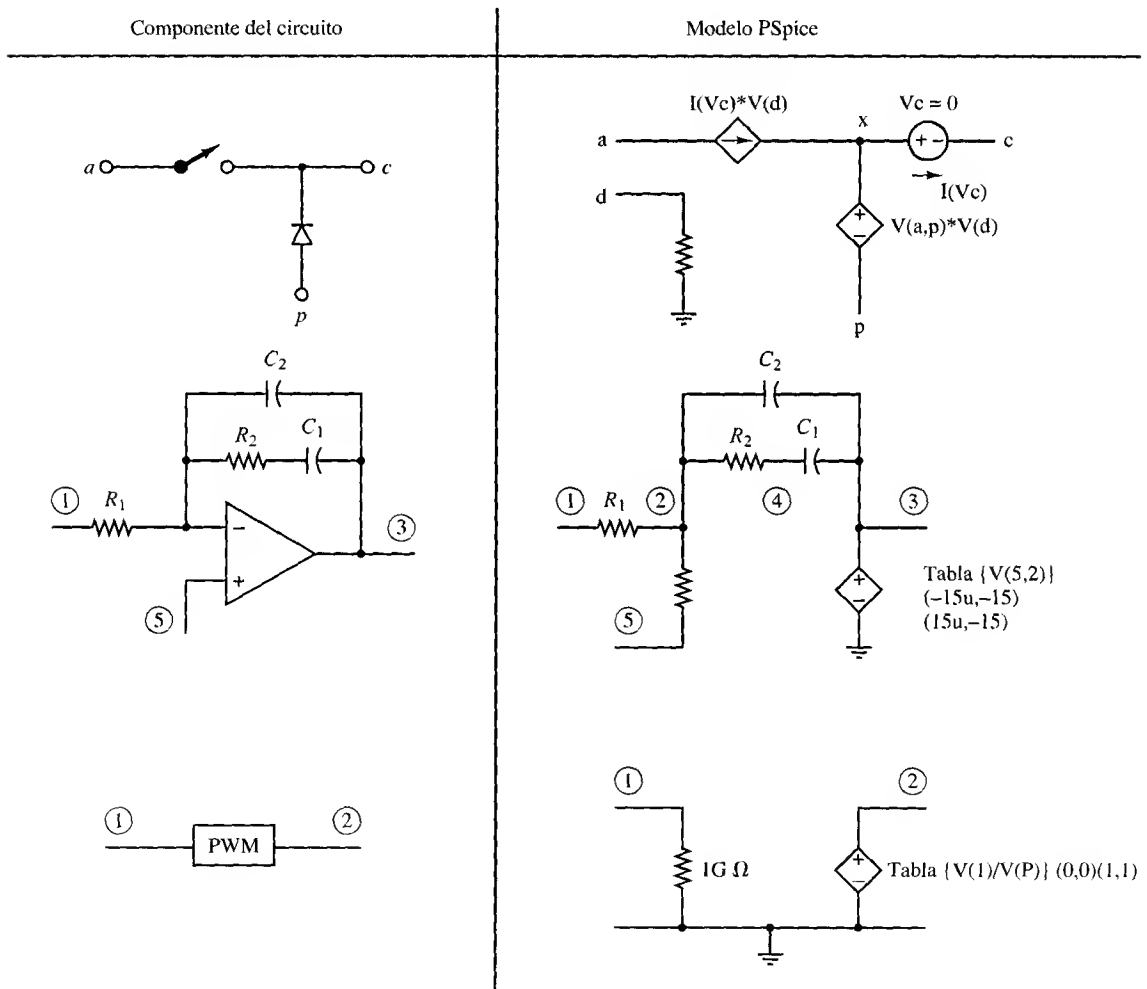 Componente del circuito
Modelo PSpice
a
c
p
I(Vc)*V(d)
Vc = 0
a
x
+ −
c
I(Vc)
d
+
−
V(a,p)*V(d)
p
C2
R2
C1
1
R1
−
+
3
5
C2
R2
C1
1
R1
2
4
3
5
+
−
Tabla {V(5,2)}
(−15u,−15)
(15u,−15)
1
PWM
2
1
2
1G Ω
+
−
Tabla {V(1)/V(P)} (0,0)(1,1)